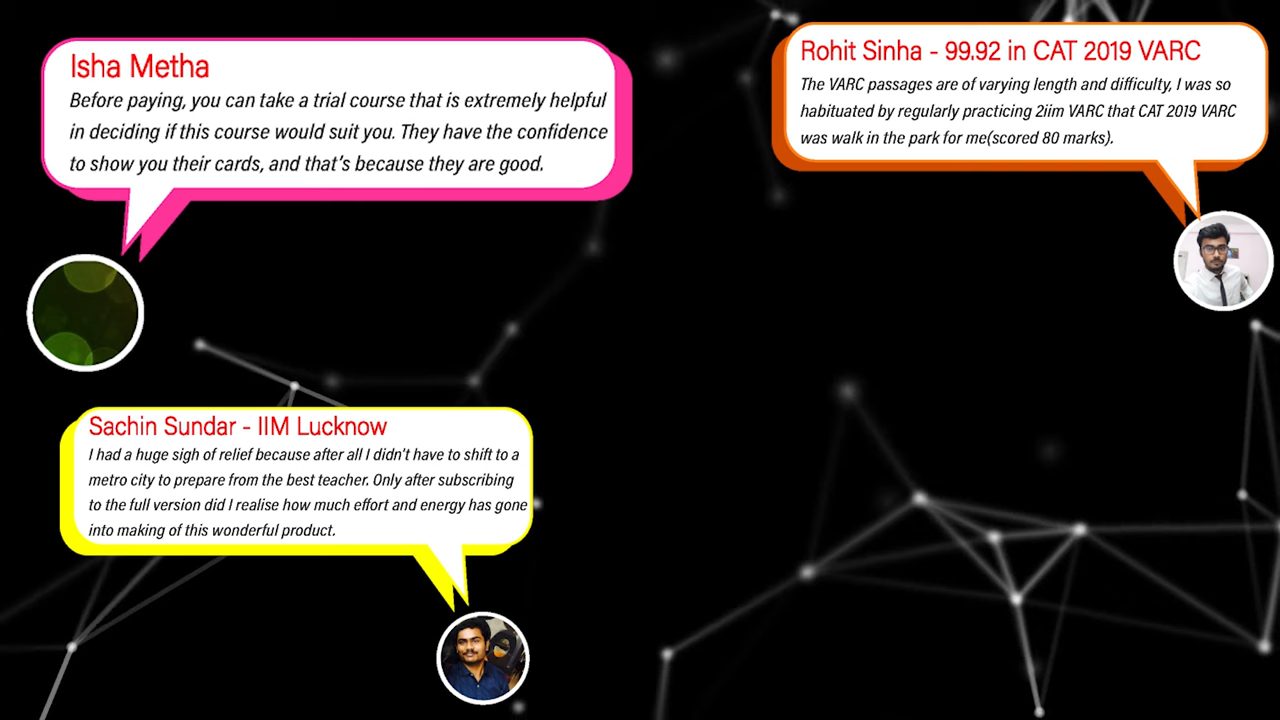 Isha Metha
Before paying, you can take a trial course that is extremely helpful
in deciding if this course would suit you. They have the confidence
to show you their cards, and that's because they are good.
Rohit Sinha - 99.92 in CAT 2019 VARC
The VARC passages are of varying length and difficulty, I was so
habituated by regularly practicing 2iim VARC that CAT 2019 VARC
was walk in the park for me(scored 80 marks).
Sachin Sundar - IIM Lucknow
I had a huge sigh of relief because after all I didn't have to shift to a
metro city to prepare from the best teacher. Only after subscribing
to the full version did I realise how much effort and energy has gone
into making of this wonderful product.